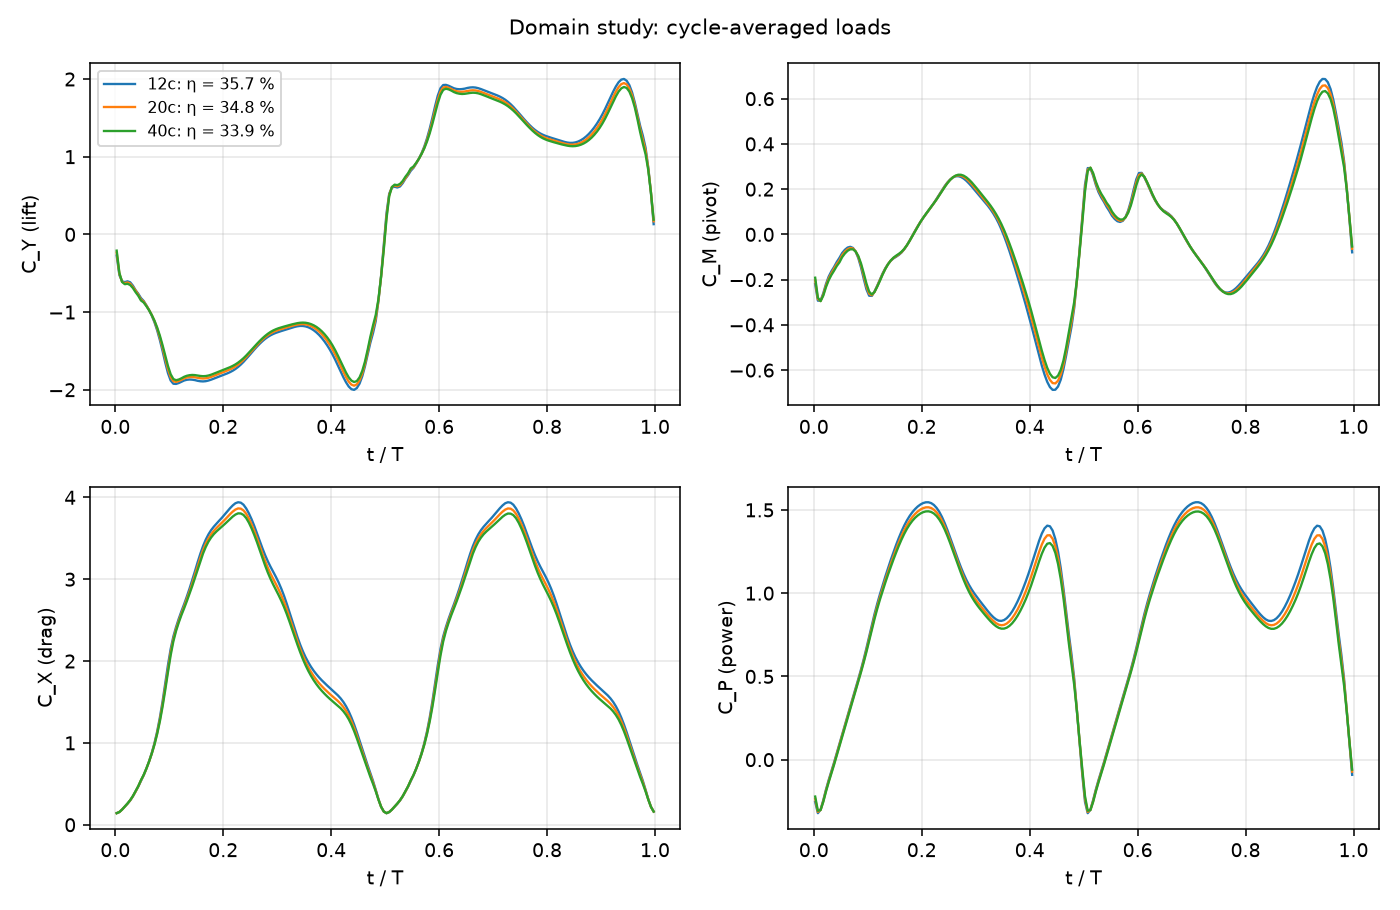 Domain study: cycle-averaged loads
C_Y (lift)
2
1
0
−1
−2
12c: η = 35.7 %
20c: η = 34.8 %
40c: η = 33.9 %
0.0 0.2 0.4 0.6 0.8 1.0
t / T
C_M (pivot)
0.6
0.4
0.2
0.0
−0.2
−0.4
−0.6
0.0 0.2 0.4 0.6 0.8 1.0
t / T
C_X (drag)
4
3
2
1
0
0.0 0.2 0.4 0.6 0.8 1.0
t / T
C_P (power)
1.5
1.0
0.5
0.0
0.0 0.2 0.4 0.6 0.8 1.0
t / T